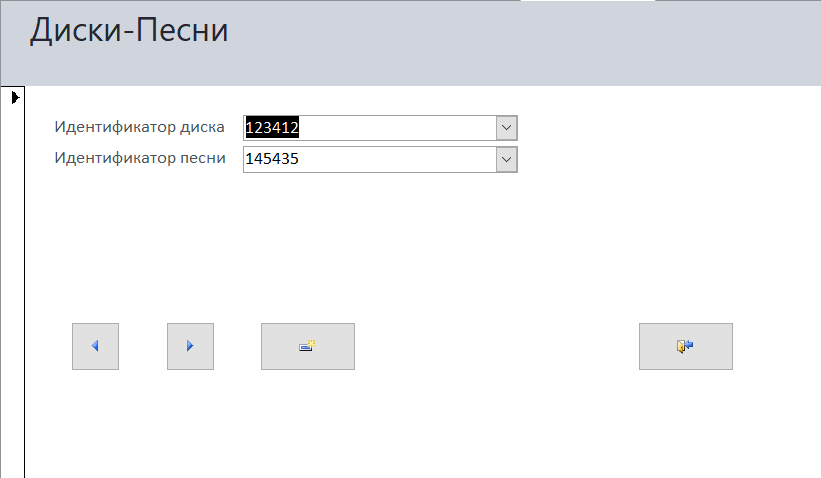 Диски-Песни
Идентификатор диска 123412
Идентификатор песни 145435